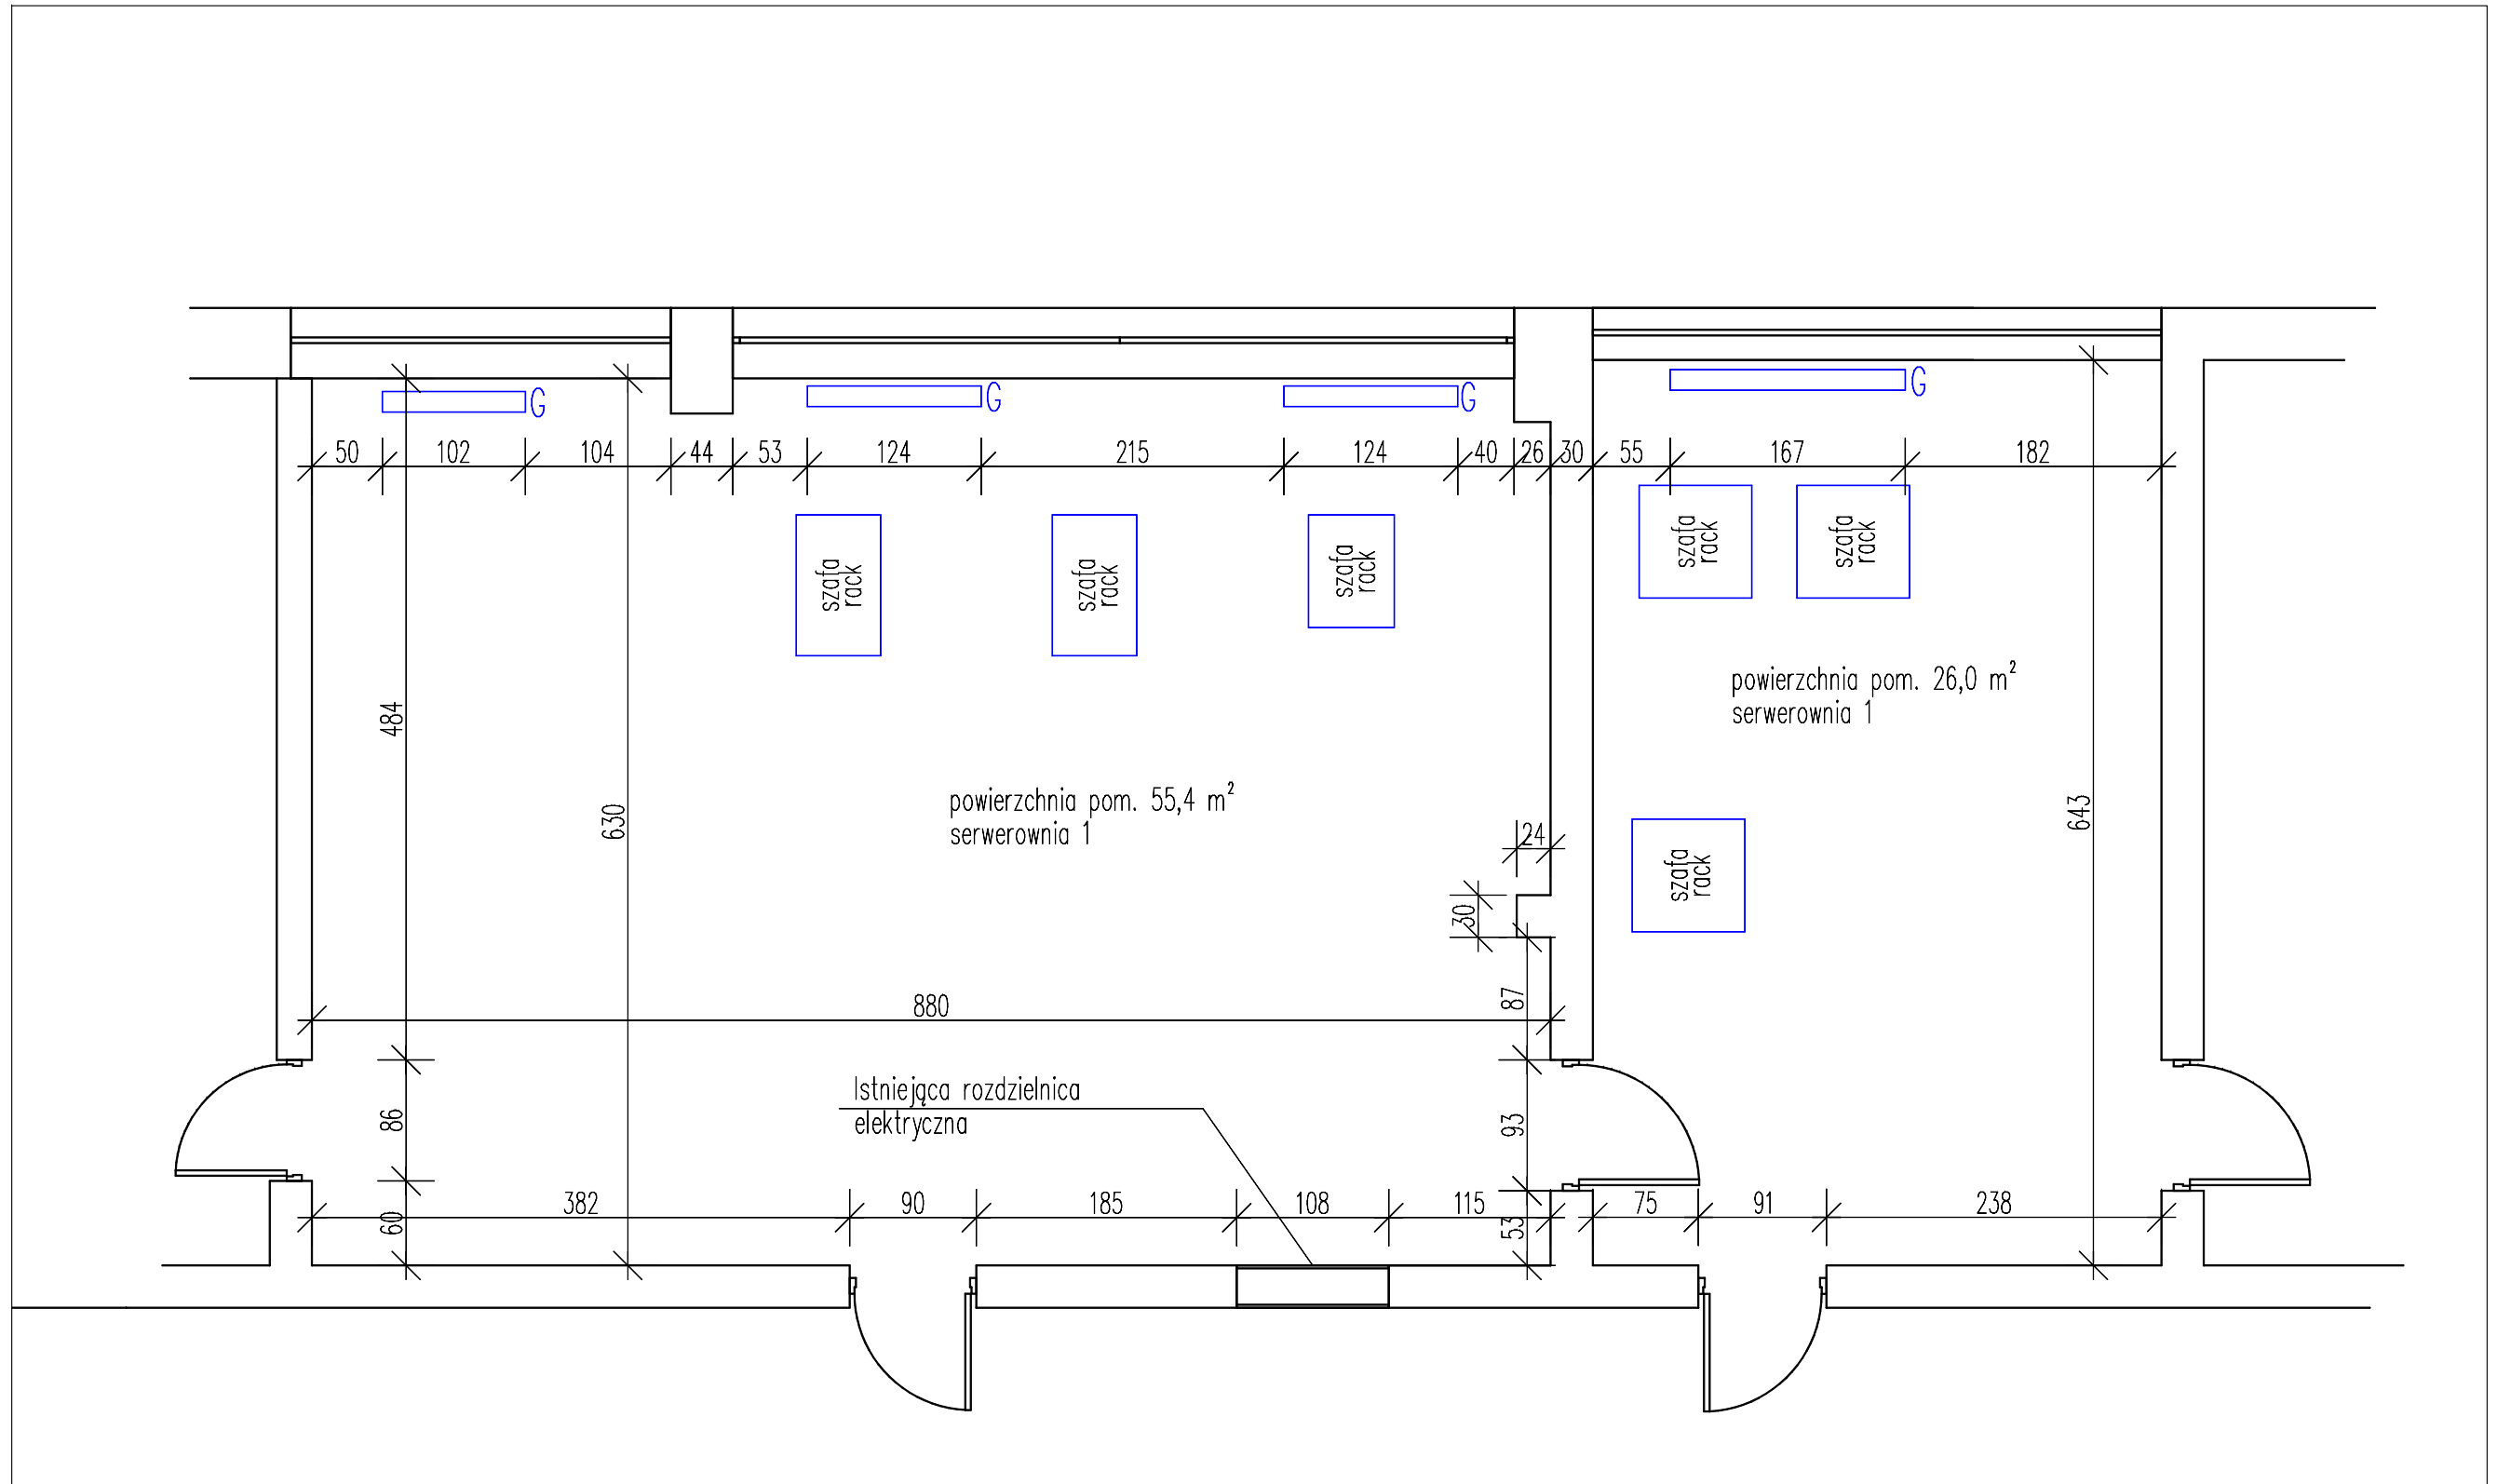 G
G
G
G
50
102
104
44
53
124
215
124
40
26
30
55
167
182
szafa
rack
szafa
rack
szafa
rack
szafa
rack
szafa
rack
powierzchnia pom. 26,0 m²
serwerownia 1
484
630
643
powierzchnia pom. 55,4 m²
serwerownia 1
24
szafa
rack
30
880
87
Istniejąca rozdzielnica
elektryczna
86
93
382
90
185
108
115
75
91
238
60
53